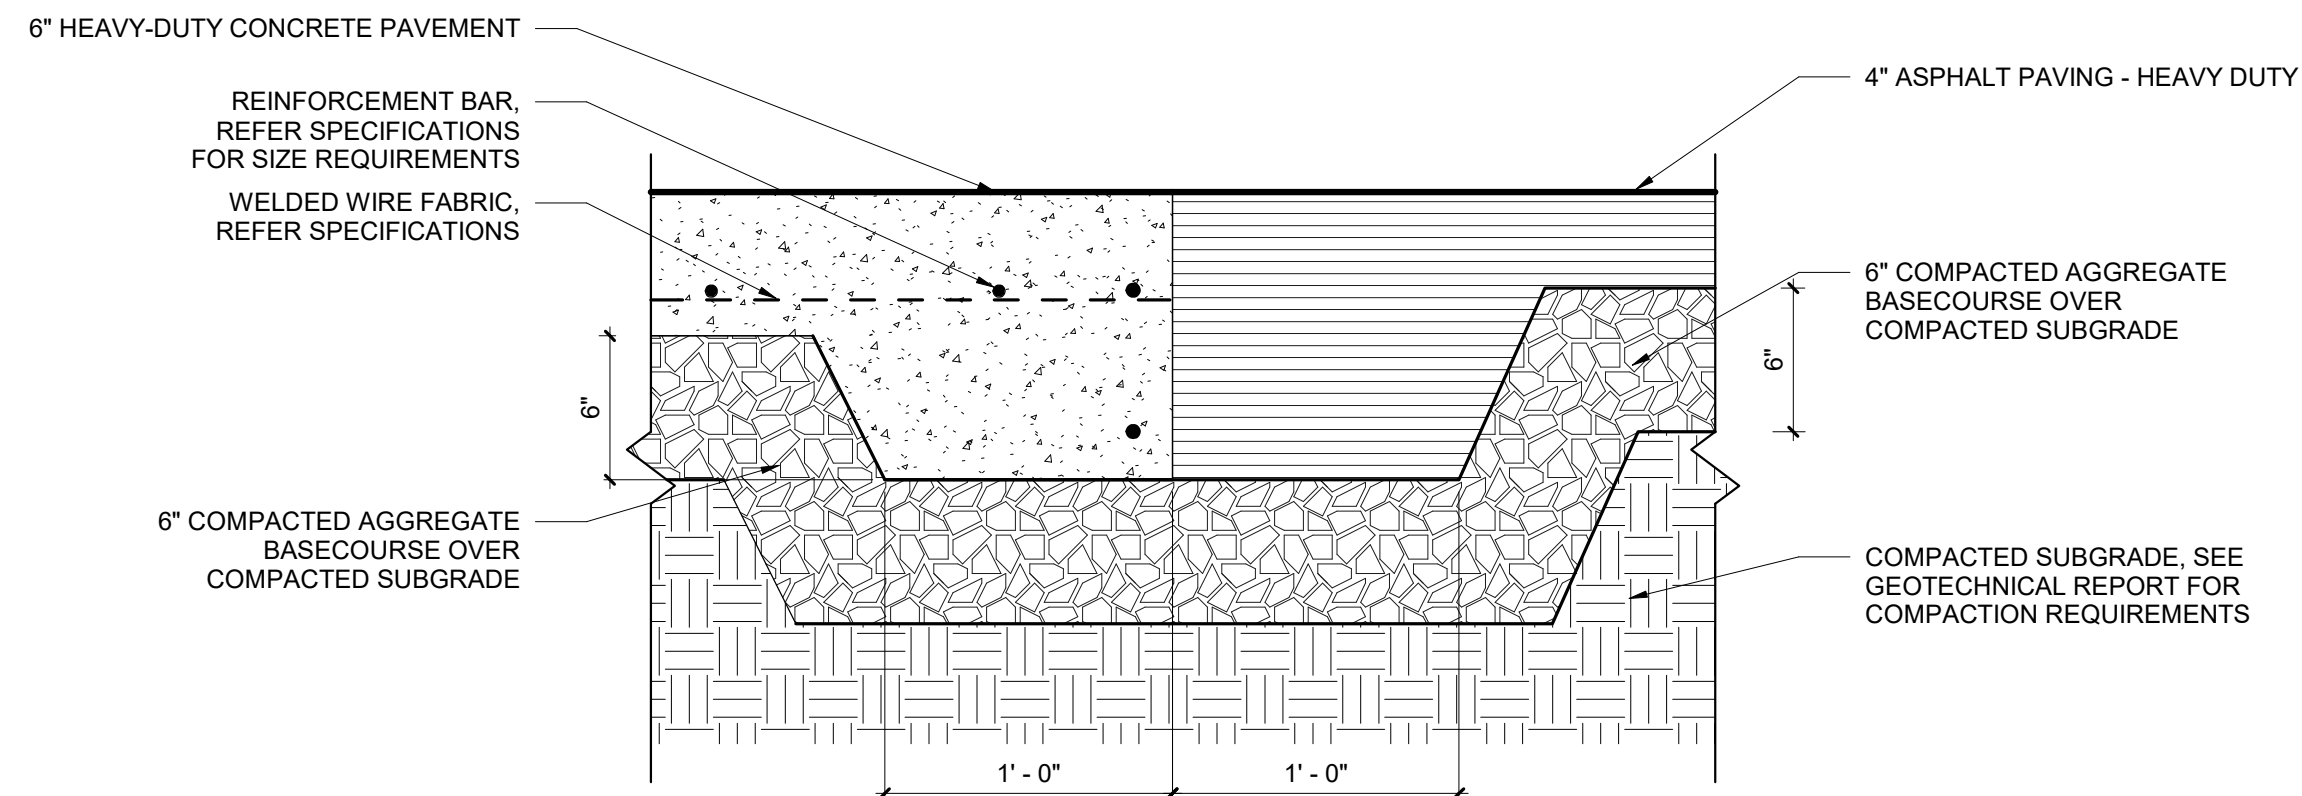 6" HEAVY-DUTY CONCRETE PAVEMENT
REINFORCEMENT BAR,
REFER SPECIFICATIONS
FOR SIZE REQUIREMENTS
WELDED WIRE FABRIC,
REFER SPECIFICATIONS
6"
6" COMPACTED AGGREGATE
BASECOURSE OVER
COMPACTED SUBGRADE
4" ASPHALT PAVING - HEAVY DUTY
6" COMPACTED AGGREGATE
BASECOURSE OVER
COMPACTED SUBGRADE
6"
COMPACTED SUBGRADE, SEE
GEOTECHNICAL REPORT FOR
COMPACTION REQUIREMENTS
1' - 0"
1' - 0"